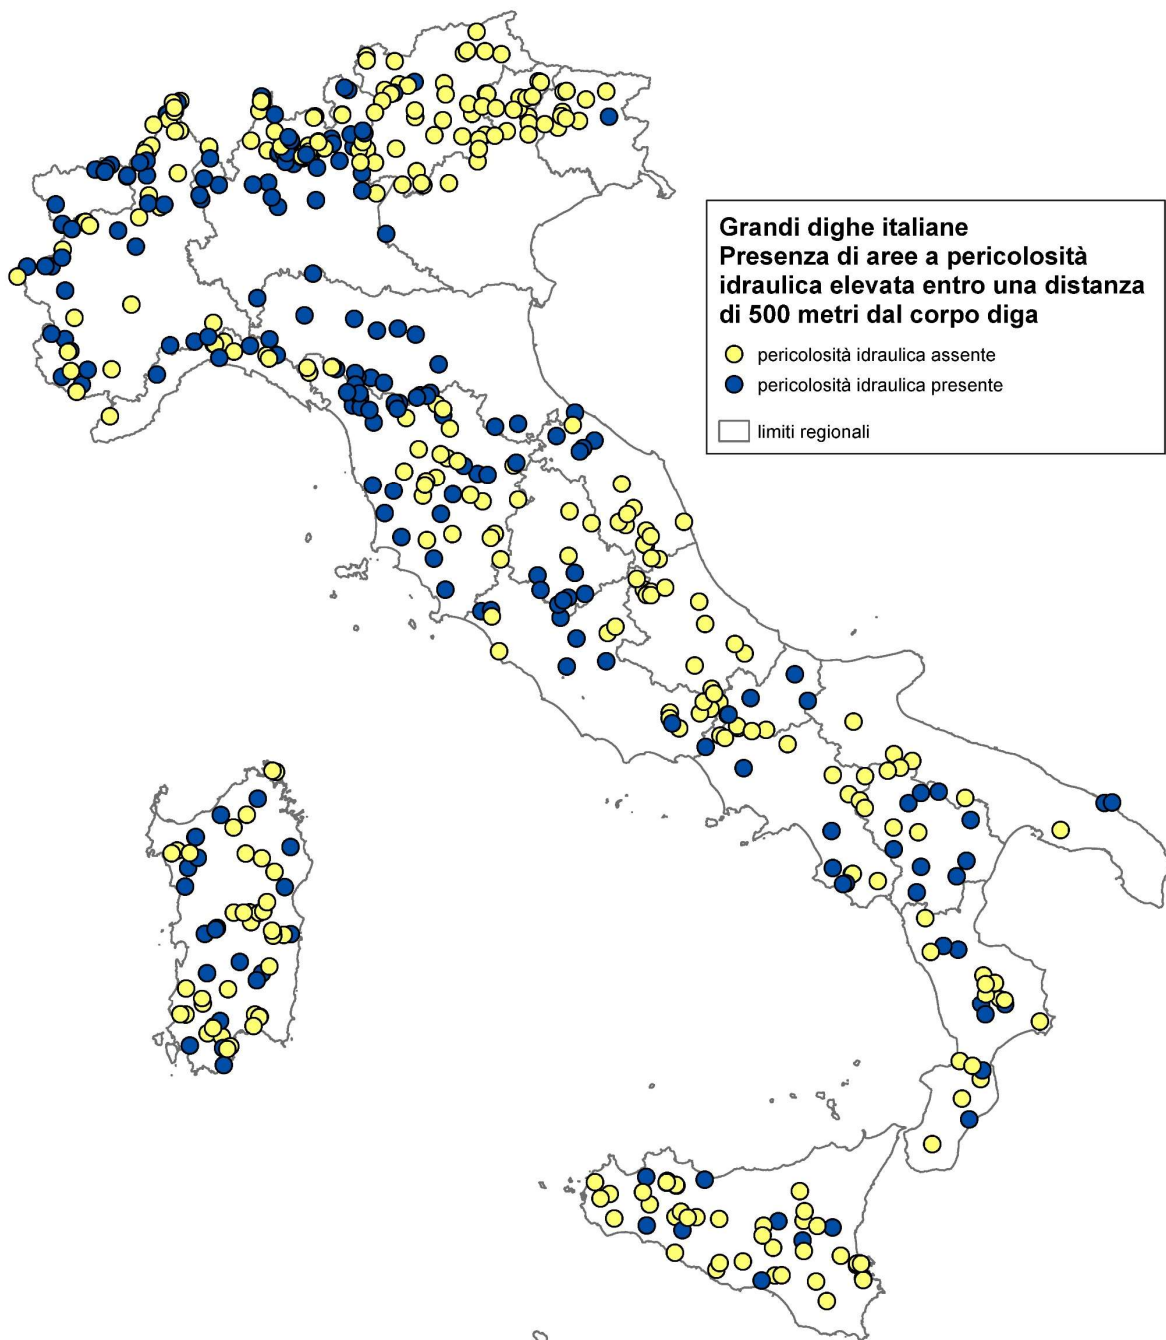 Grandi dighe italiane
Presenza di aree a pericolosità
idraulica elevata entro una distanza
di 500 metri dal corpo diga
pericolosità idraulica assente
pericolosità idraulica presente
limiti regionali